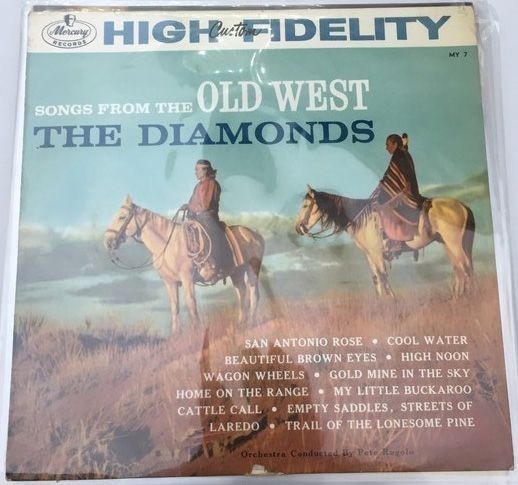 Mercury
RECORDS
Custom
HIGH FIDELITY
MY 7
SONGS FROM THE OLD WEST
THE DIAMONDS
SAN ANTONIO ROSE • COOL WATER
BEAUTIFUL BROWN EYES • HIGH NOON
WAGON WHEELS • GOLD MINE IN THE SKY
HOME ON THE RANGE • MY LITTLE BUCKAROO
CATTLE CALL • EMPTY SADDLES, STREETS OF
LAREDO • TRAIL OF THE LONESOME PINE
Orchestra Conducted By Pete Rugolo